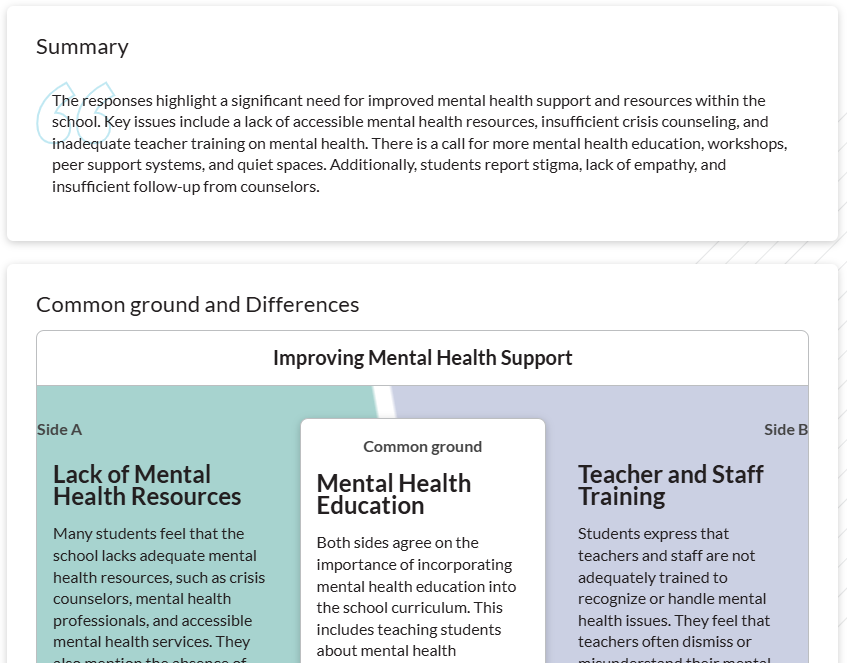 Summary
The responses highlight a significant need for improved mental health support and resources within the
school. Key issues include a lack of accessible mental health resources, insufficient crisis counseling, and
inadequate teacher training on mental health. There is a call for more mental health education, workshops,
peer support systems, and quiet spaces. Additionally, students report stigma, lack of empathy, and
insufficient follow-up from counselors.
Common ground and Differences
Improving Mental Health Support
Side A
Lack of Mental
Health Resources
Many students feel that the
school lacks adequate mental
health resources, such as crisis
counselors, mental health
professionals, and accessible
mental health services. They
also mention the absence of
Common ground
Mental Health
Education
Both sides agree on the
importance of incorporating
mental health education into
the school curriculum. This
includes teaching students
about mental health
Side B
Teacher and Staff
Training
Students express that
teachers and staff are not
adequately trained to
recognize or handle mental
health issues. They feel that
teachers often dismiss or
misunderstand their mental